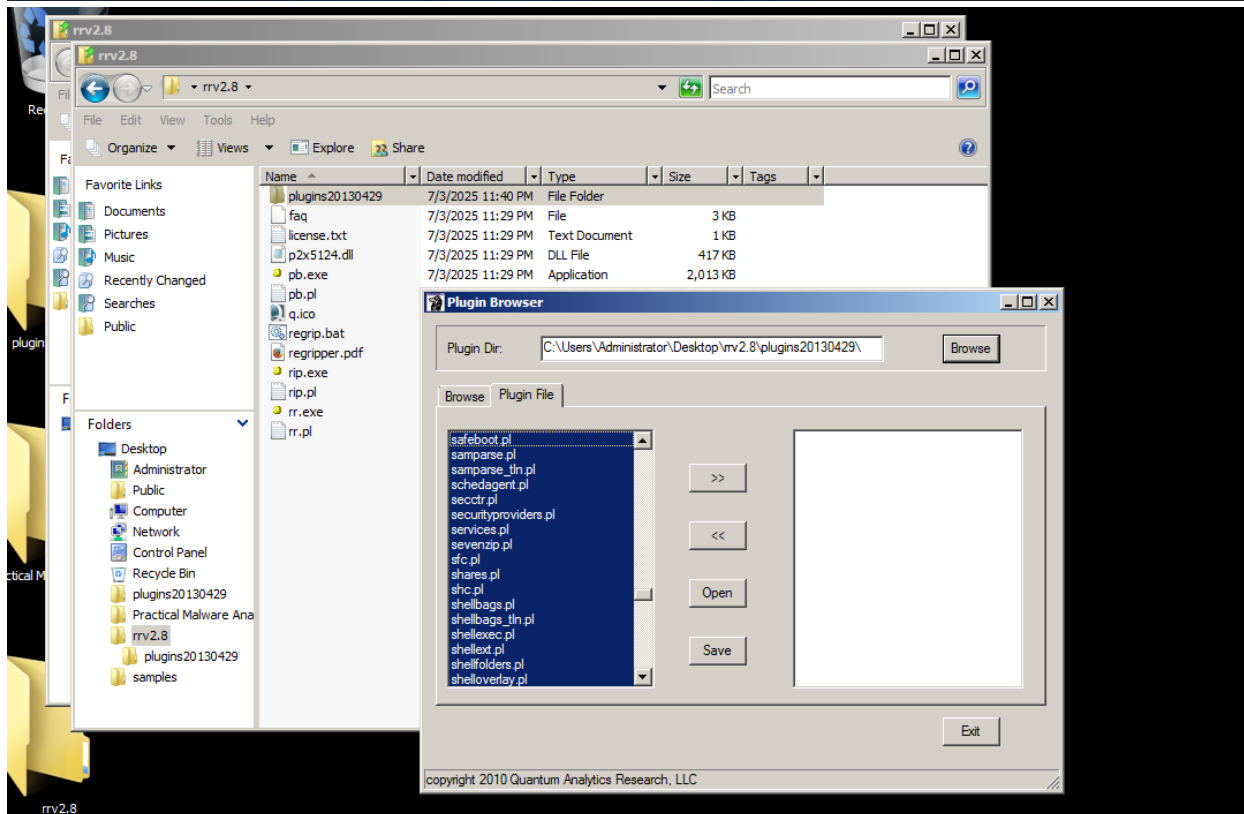 rrv2.8
rrv2.8
rrv2.8
Search
File Edit View Tools Help
Organize Views Explore Share
Favorite Links
Documents
Pictures
Music
Recently Changed
Searches
Public
Folders
Desktop
Administrator
Public
Computer
Network
Control Panel
Recycle Bin
plugins20130429
Practical Malware Ana
rrv2.8
plugins20130429
samples
Name Date modified Type Size Tags
plugins20130429 7/3/2025 11:40 PM File Folder
faq 7/3/2025 11:29 PM File 3 KB
license.txt 7/3/2025 11:29 PM Text Document 1 KB
p2x5124.dll 7/3/2025 11:29 PM DLL File 417 KB
pb.exe 7/3/2025 11:29 PM Application 2,013 KB
pb.pl
q.ico
regrip.bat
regripper.pdf
rip.exe
rip.pl
rr.exe
rr.pl
Plugin Browser
Plugin Dir: C:\Users\Administrator\Desktop\rrv2.8\plugins20130429\ Browse
Browse Plugin File
safeboot.pl
samparse.pl
samparse_tln.pl
schedagent.pl
secctr.pl
securityproviders.pl
services.pl
sevenzip.pl
sfc.pl
shares.pl
shc.pl
shellbags.pl
shellbags_tln.pl
shellexec.pl
shellext.pl
shellfolders.pl
shelloverlay.pl
>>
<<
Open
Save
Exit
copyright 2010 Quantum Analytics Research, LLC
Re
plugin
ctical M
rrv2.8